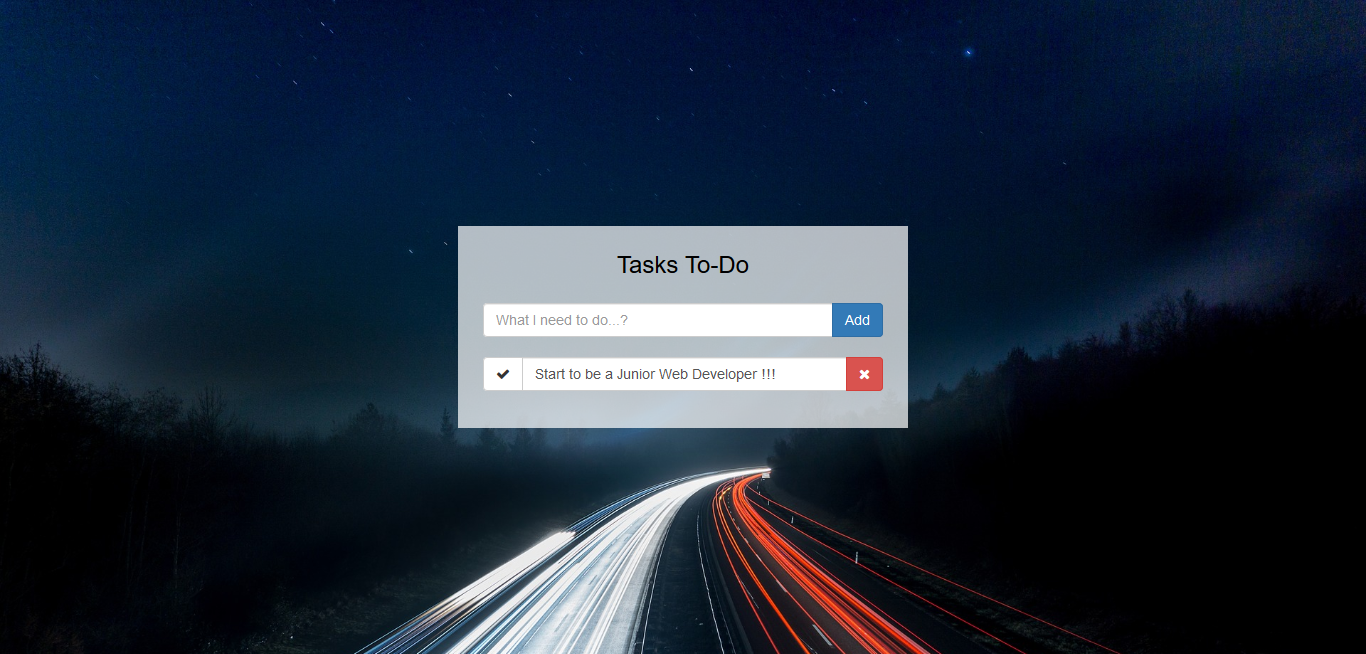 Tasks To-Do
What I need to do...? Add
Start to be a Junior Web Developer !!!